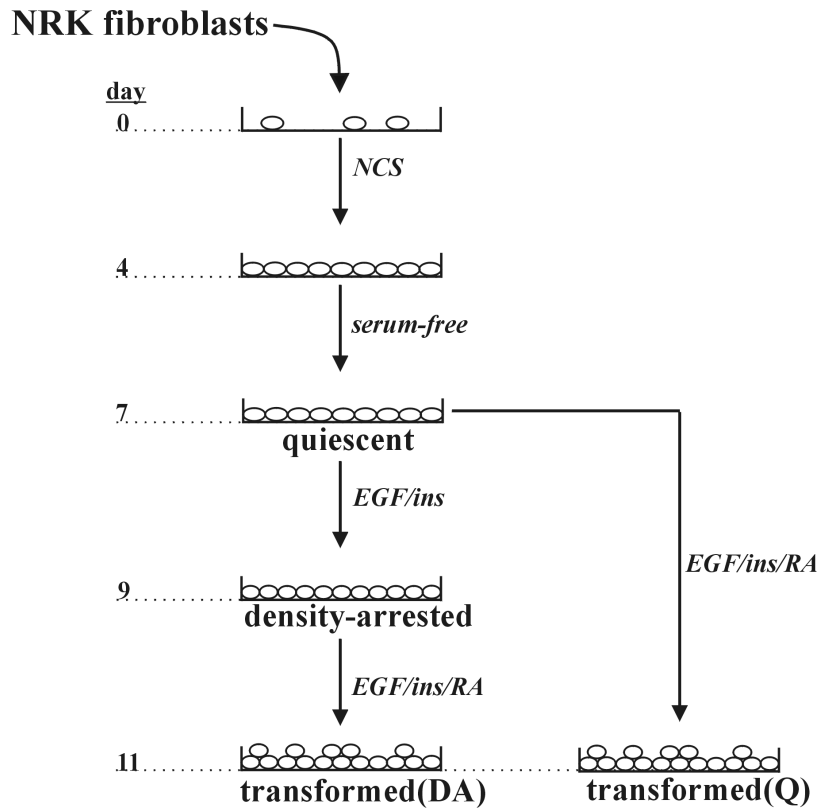 NRK fibroblasts
day
0
NCS
4
serum-free
7
quiescent
EGF/ins
EGF/ins/RA
9
density-arrested
EGF/ins/RA
11
transformed(DA)
transformed(Q)